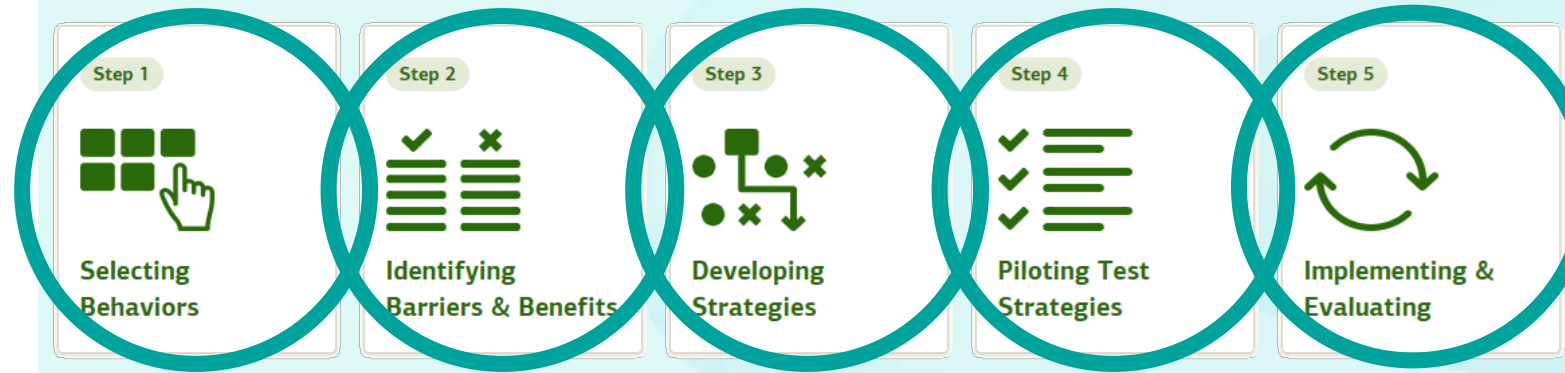 Step 1
Selecting
Behaviors
Step 2
Identifying
Barriers & Benefits
Step 3
Developing
Strategies
Step 4
Piloting Test
Strategies
Step 5
Implementing &
Evaluating